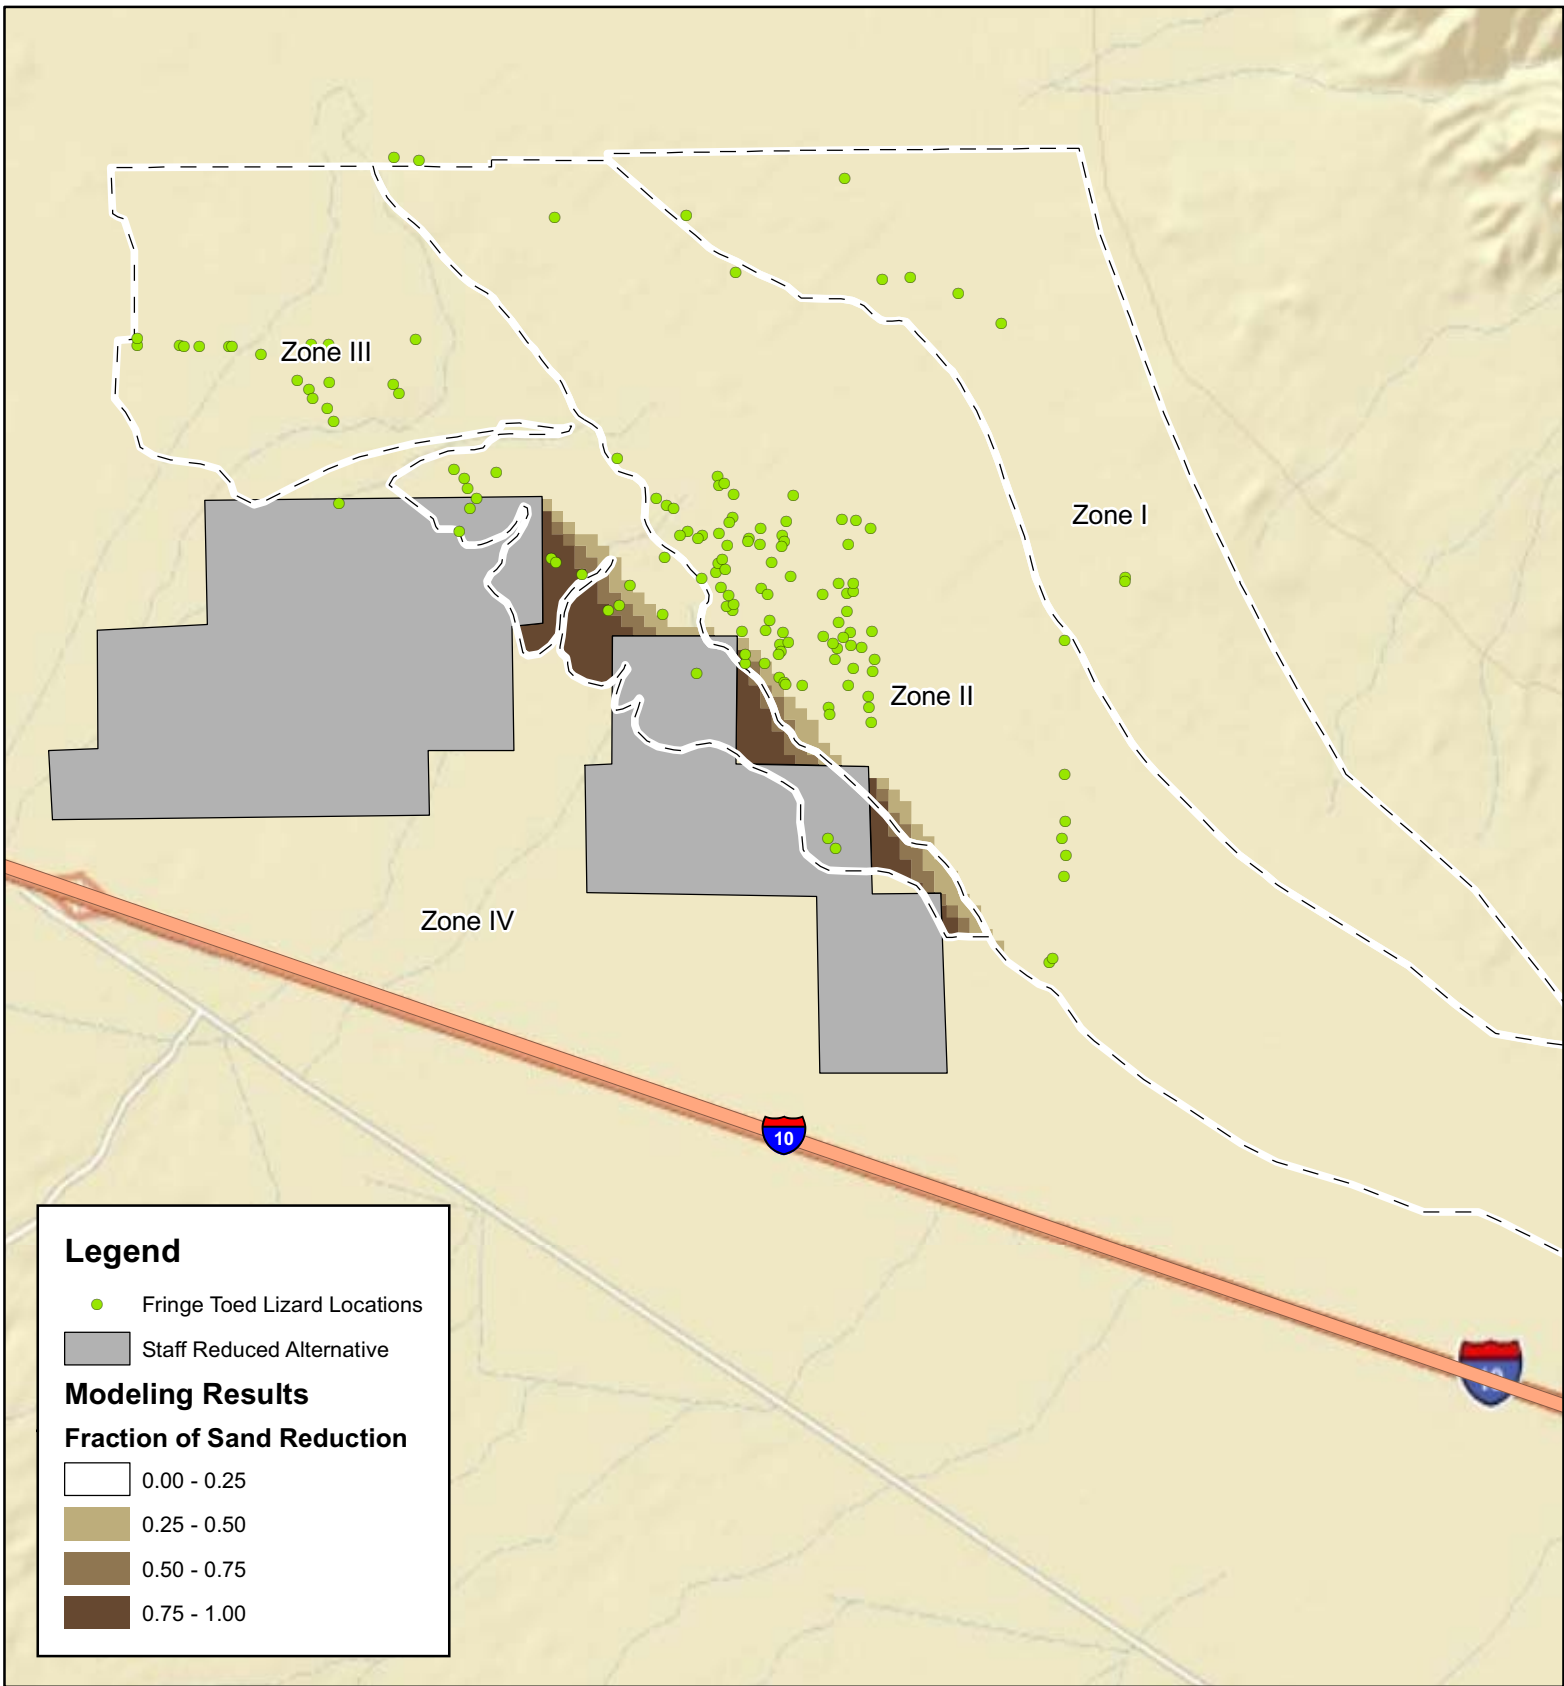 Zone III
Zone I
Zone II
Zone IV
10
Legend
Fringe Toed Lizard Locations
Staff Reduced Alternative
Modeling Results
Fraction of Sand Reduction
0.00 - 0.25
0.25 - 0.50
0.50 - 0.75
0.75 - 1.00